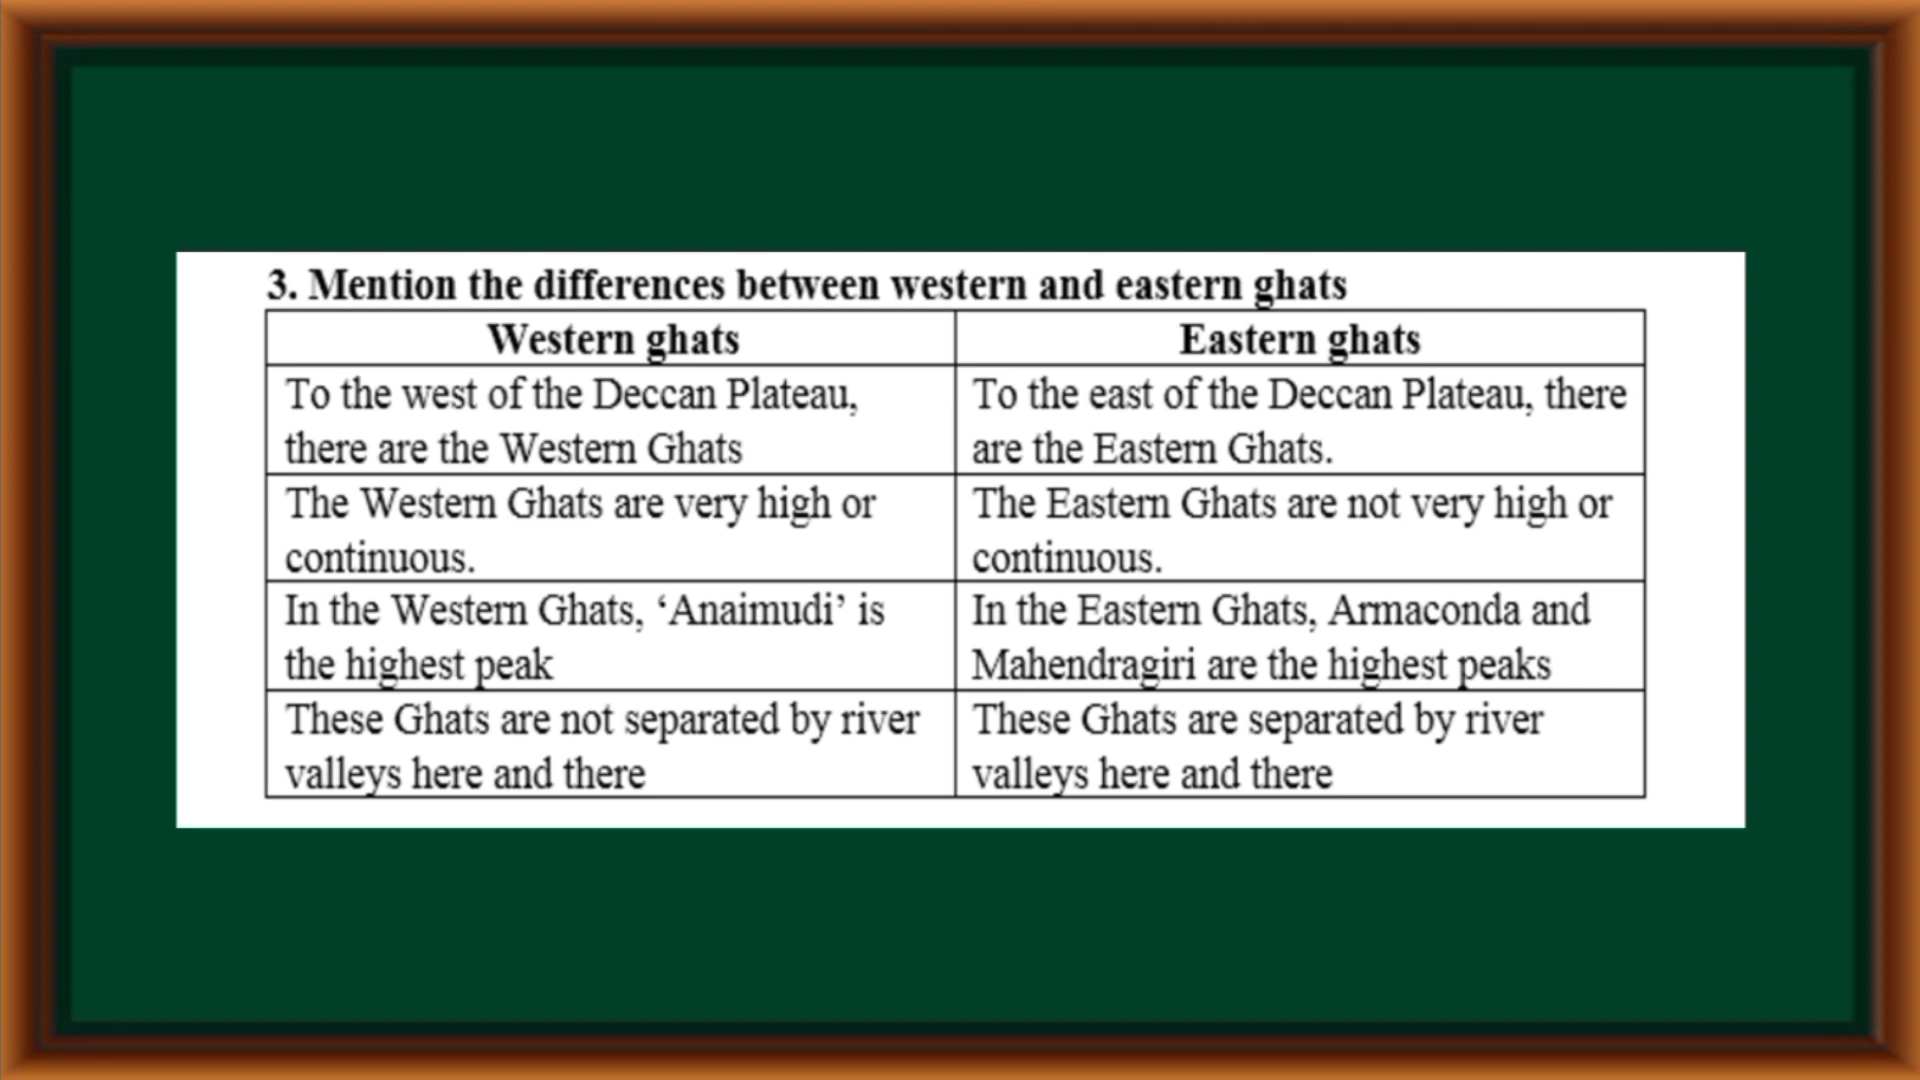 3. Mention the differences between western and eastern ghats
Western ghats
Eastern ghats
To the west of the Deccan Plateau,
there are the Western Ghats
To the east of the Deccan Plateau, there
are the Eastern Ghats.
The Western Ghats are very high or
continuous.
The Eastern Ghats are not very high or
continuous.
In the Western Ghats, ‘Anaimudi’ is
the highest peak
In the Eastern Ghats, Armaconda and
Mahendragiri are the highest peaks
These Ghats are not separated by river
valleys here and there
These Ghats are separated by river
valleys here and there